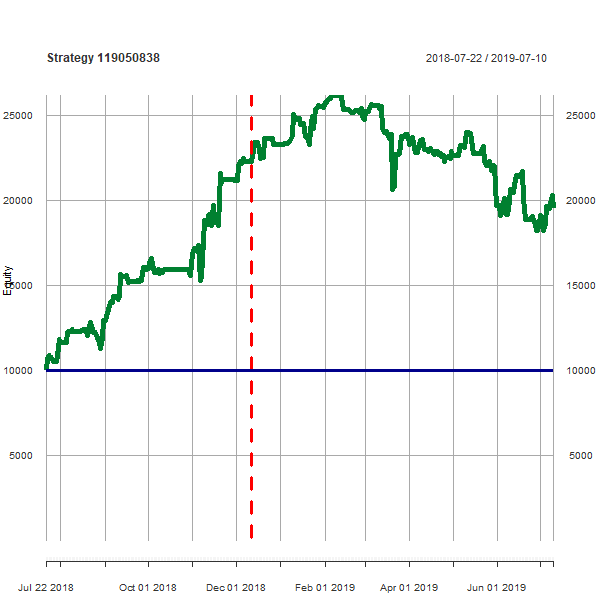 Strategy 119050838
2018-07-22 / 2019-07-10
25000
25000
20000
20000
Equity
15000
15000
10000
10000
5000
5000
Jul 22 2018
Oct 01 2018
Dec 01 2018
Feb 01 2019
Apr 01 2019
Jun 01 2019